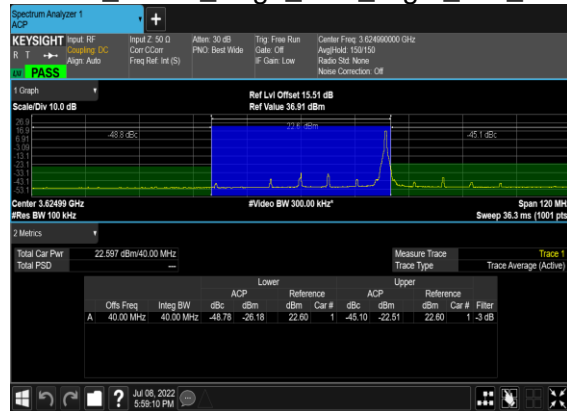 Spectrum Analyzer 1
ACP
+
KEYSIGHT Input: RF Input Z: 50 Ω Atten: 30 dB Trig: Free Run Center Freq: 3.624990000 GHz
R T Coupling: DC Corr CCorr PNO: Best Wide Gate: Off Avg|Hold: 150/150
Align: Auto Freq Ref: Int (S) IF Gain: Low Radio Std: None
LV PASS Noise Correction: Off
1 Graph Ref Lvl Offset 15.51 dB
Scale/Div 10.0 dB Ref Value 36.91 dBm
26.9
16.9 -48.8 dBc 22.6 dBm -45.1 dBc
6.91
-3.09
-13.1
-23.1
-33.1
-43.1
-53.1
Center 3.62499 GHz #Video BW 300.00 kHz* Span 120 MH
#Res BW 100 kHz Sweep 36.3 ms (1001 pts
2 Metrics
Total Car Pwr 22.597 dBm/40.00 MHz Measure Trace Trace 1
Total PSD --- Trace Type Trace Average (Active)
Lower Upper
ACP Reference ACP Reference
Offs Freq Integ BW dBc dBm dBm Car # dBc dBm dBm Car # Filter
A 40.00 MHz 40.00 MHz -48.78 -26.18 22.60 1 -45.10 -22.51 22.60 1 -3 dB
? Jul 08, 2022
5:59:10 PM